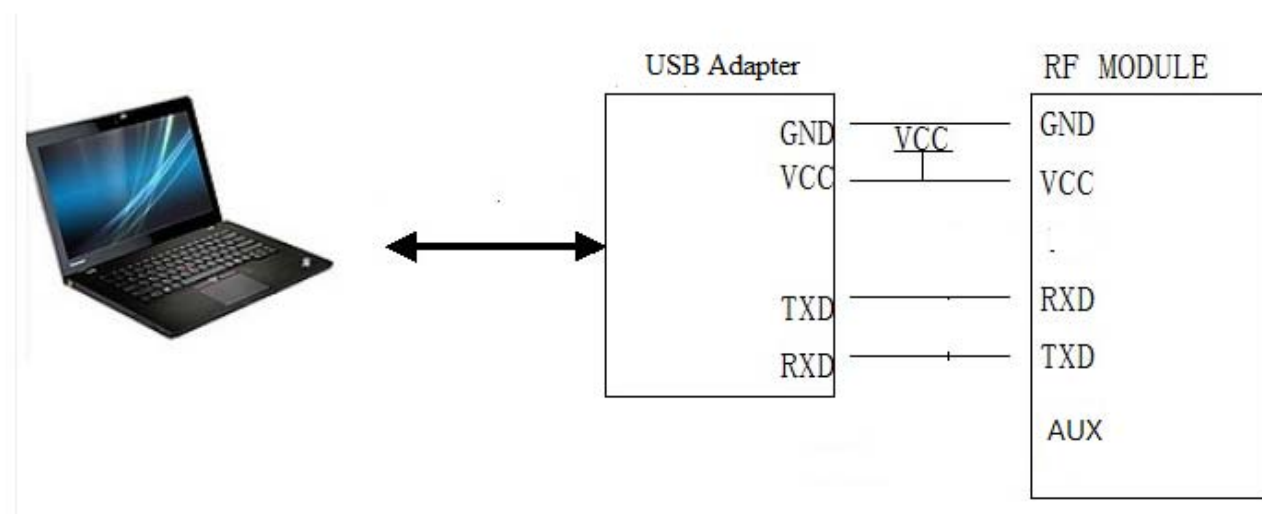 USB Adapter
RF MODULE
GND
VCC
GND
VCC
VCC
TXD
RXD
RXD
TXD
AUX